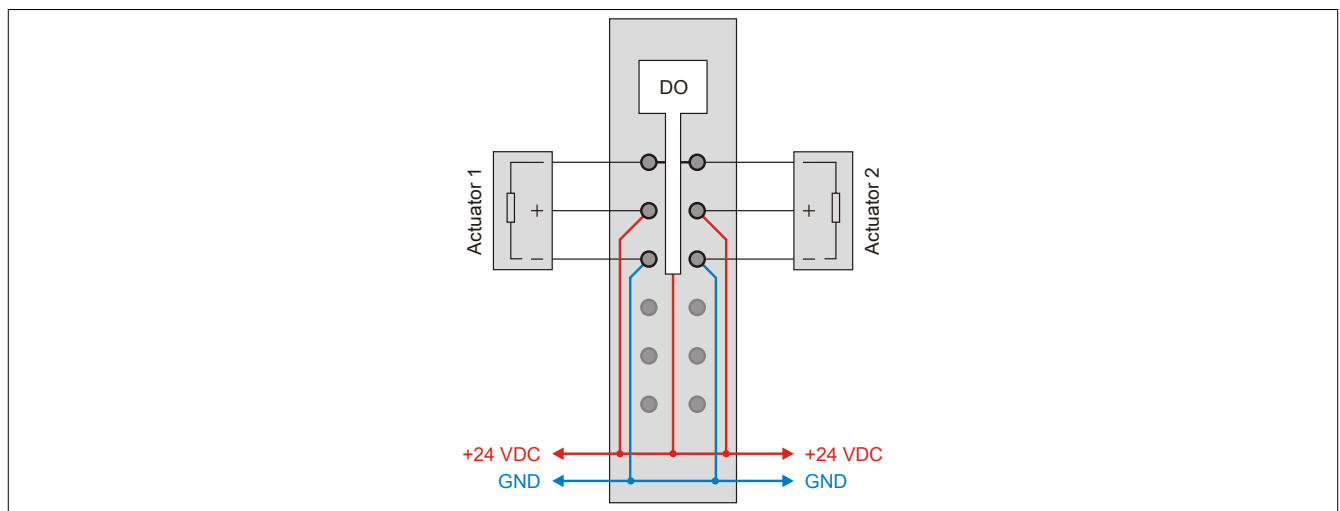 DO
Actuator 1
Actuator 2
+
−
+
−
+24 VDC
+24 VDC
GND
GND